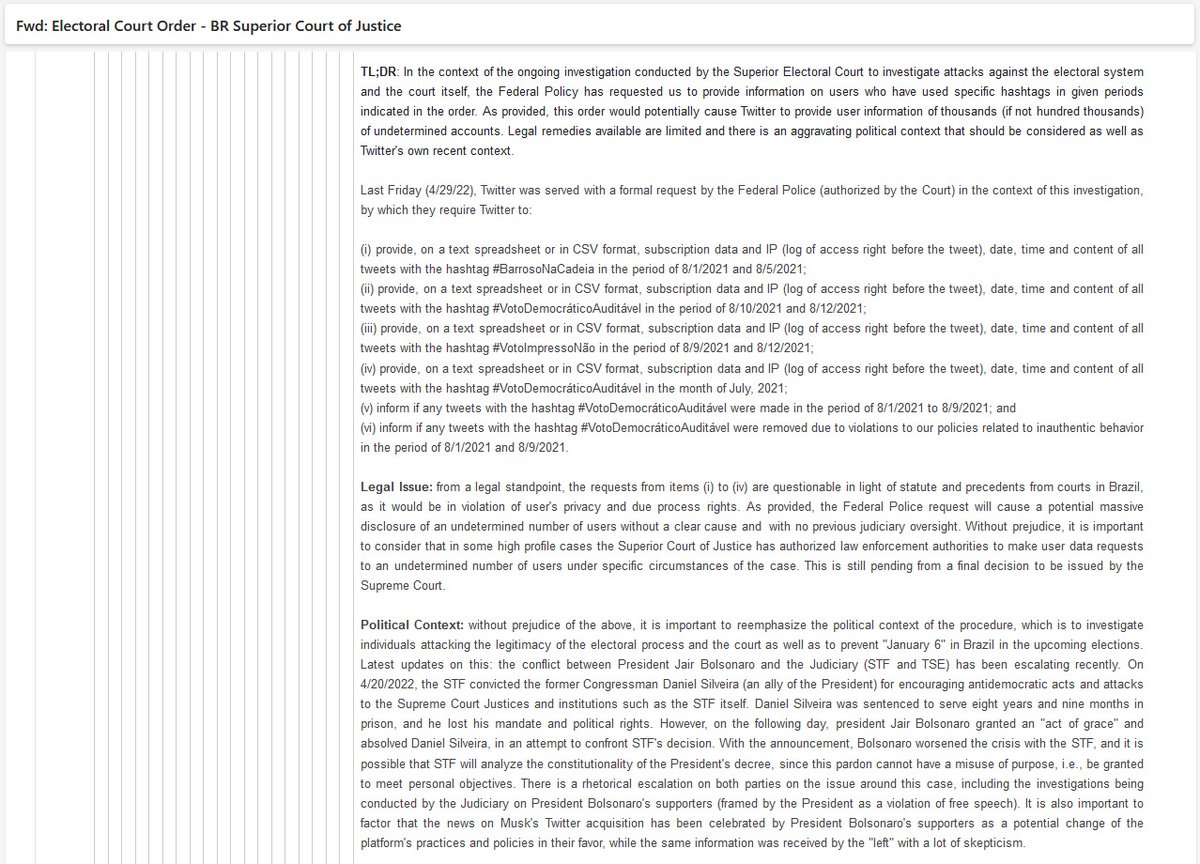 Fwd: Electoral Court Order - BR Superior Court of Justice
TL;DR: In the context of the ongoing investigation conducted by the Superior Electoral Court to investigate attacks against the electoral system
and the court itself, the Federal Policy has requested us to provide information on users who have used specific hashtags in given periods
indicated in the order. As provided, this order would potentially cause Twitter to provide user information of thousands (if not hundred thousands)
of undetermined accounts. Legal remedies available are limited and there is an aggravating political context that should be considered as well as
Twitter's own recent context.
Last Friday (4/29/22), Twitter was served with a formal request by the Federal Police (authorized by the Court) in the context of this investigation,
by which they require Twitter to:
(i) provide, on a text spreadsheet or in CSV format, subscription data and IP (log of access right before the tweet), date, time and content of all
tweets with the hashtag #BarrosoNaCadeia in the period of 8/1/2021 and 8/5/2021;
(ii) provide, on a text spreadsheet or in CSV format, subscription data and IP (log of access right before the tweet), date, time and content of all
tweets with the hashtag #VotoDemocráticoAuditável in the period of 8/10/2021 and 8/12/2021;
(iii) provide, on a text spreadsheet or in CSV format, subscription data and IP (log of access right before the tweet), date, time and content of all
tweets with the hashtag #VotoImpressoNão in the period of 8/9/2021 and 8/12/2021;
(iv) provide, on a text spreadsheet or in CSV format, subscription data and IP (log of access right before the tweet), date, time and content of all
tweets with the hashtag #VotoDemocráticoAuditável in the month of July, 2021;
(v) inform if any tweets with the hashtag #VotoDemocráticoAuditável were made in the period of 8/1/2021 to 8/9/2021; and
(vi) inform if any tweets with the hashtag #VotoDemocráticoAuditável were removed due to violations to our policies related to inauthentic behavior
in the period of 8/1/2021 and 8/9/2021.
Legal Issue: from a legal standpoint, the requests from items (i) to (iv) are questionable in light of statute and precedents from courts in Brazil,
as it would be in violation of user's privacy and due process rights. As provided, the Federal Police request will cause a potential massive
disclosure of an undetermined number of users without a clear cause and with no previous judiciary oversight. Without prejudice, it is important
to consider that in some high profile cases the Superior Court of Justice has authorized law enforcement authorities to make user data requests
to an undetermined number of users under specific circumstances of the case. This is still pending from a final decision to be issued by the
Supreme Court.
Political Context: without prejudice of the above, it is important to reemphasize the political context of the procedure, which is to investigate
individuals attacking the legitimacy of the electoral process and the court as well as to prevent "January 6" in Brazil in the upcoming elections.
Latest updates on this: the conflict between President Jair Bolsonaro and the Judiciary (STF and TSE) has been escalating recently. On
4/20/2022, the STF convicted the former Congressman Daniel Silveira (an ally of the President) for encouraging antidemocratic acts and attacks
to the Supreme Court Justices and institutions such as the STF itself. Daniel Silveira was sentenced to serve eight years and nine months in
prison, and he lost his mandate and political rights. However, on the following day, president Jair Bolsonaro granted an "act of grace" and
absolved Daniel Silveira, in an attempt to confront STF's decision. With the announcement, Bolsonaro worsened the crisis with the STF, and it is
possible that STF will analyze the constitutionality of the President's decree, since this pardon cannot have a misuse of purpose, i.e., be granted
to meet personal objectives. There is a rhetorical escalation on both parties on the issue around this case, including the investigations being
conducted by the Judiciary on President Bolsonaro's supporters (framed by the President as a violation of free speech). It is also important to
factor that the news on Musk's Twitter acquisition has been celebrated by President Bolsonaro's supporters as a potential change of the
platform's practices and policies in their favor, while the same information was received by the "left" with a lot of skepticism.